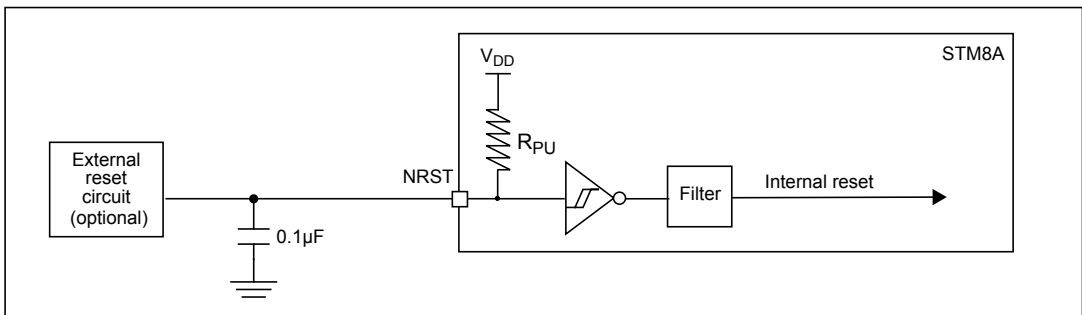 STM8A
VDD
RPU
External
reset
circuit
(optional)
NRST
0.1µF
Filter
Internal reset